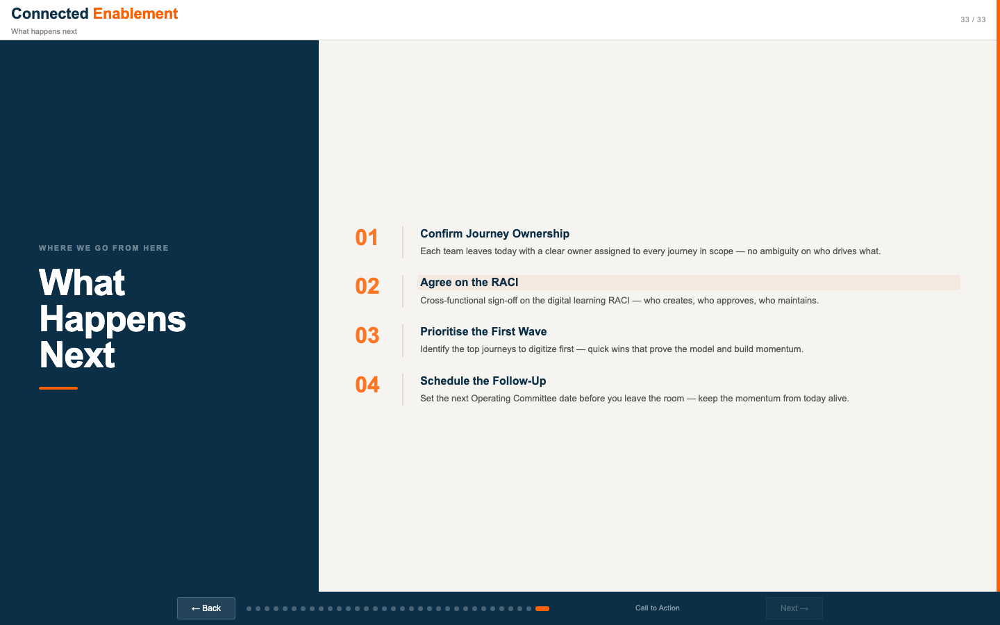 Connected Enablement
What happens next
33 / 33
WHERE WE GO FROM HERE
What
Happens
Next
01
Confirm Journey Ownership
Each team leaves today with a clear owner assigned to every journey in scope — no ambiguity on who drives what.
02
Agree on the RACI
Cross-functional sign-off on the digital learning RACI — who creates, who approves, who maintains.
03
Prioritise the First Wave
Identify the top journeys to digitize first — quick wins that prove the model and build momentum.
04
Schedule the Follow-Up
Set the next Operating Committee date before you leave the room — keep the momentum from today alive.
← Back
Call to Action
Next →